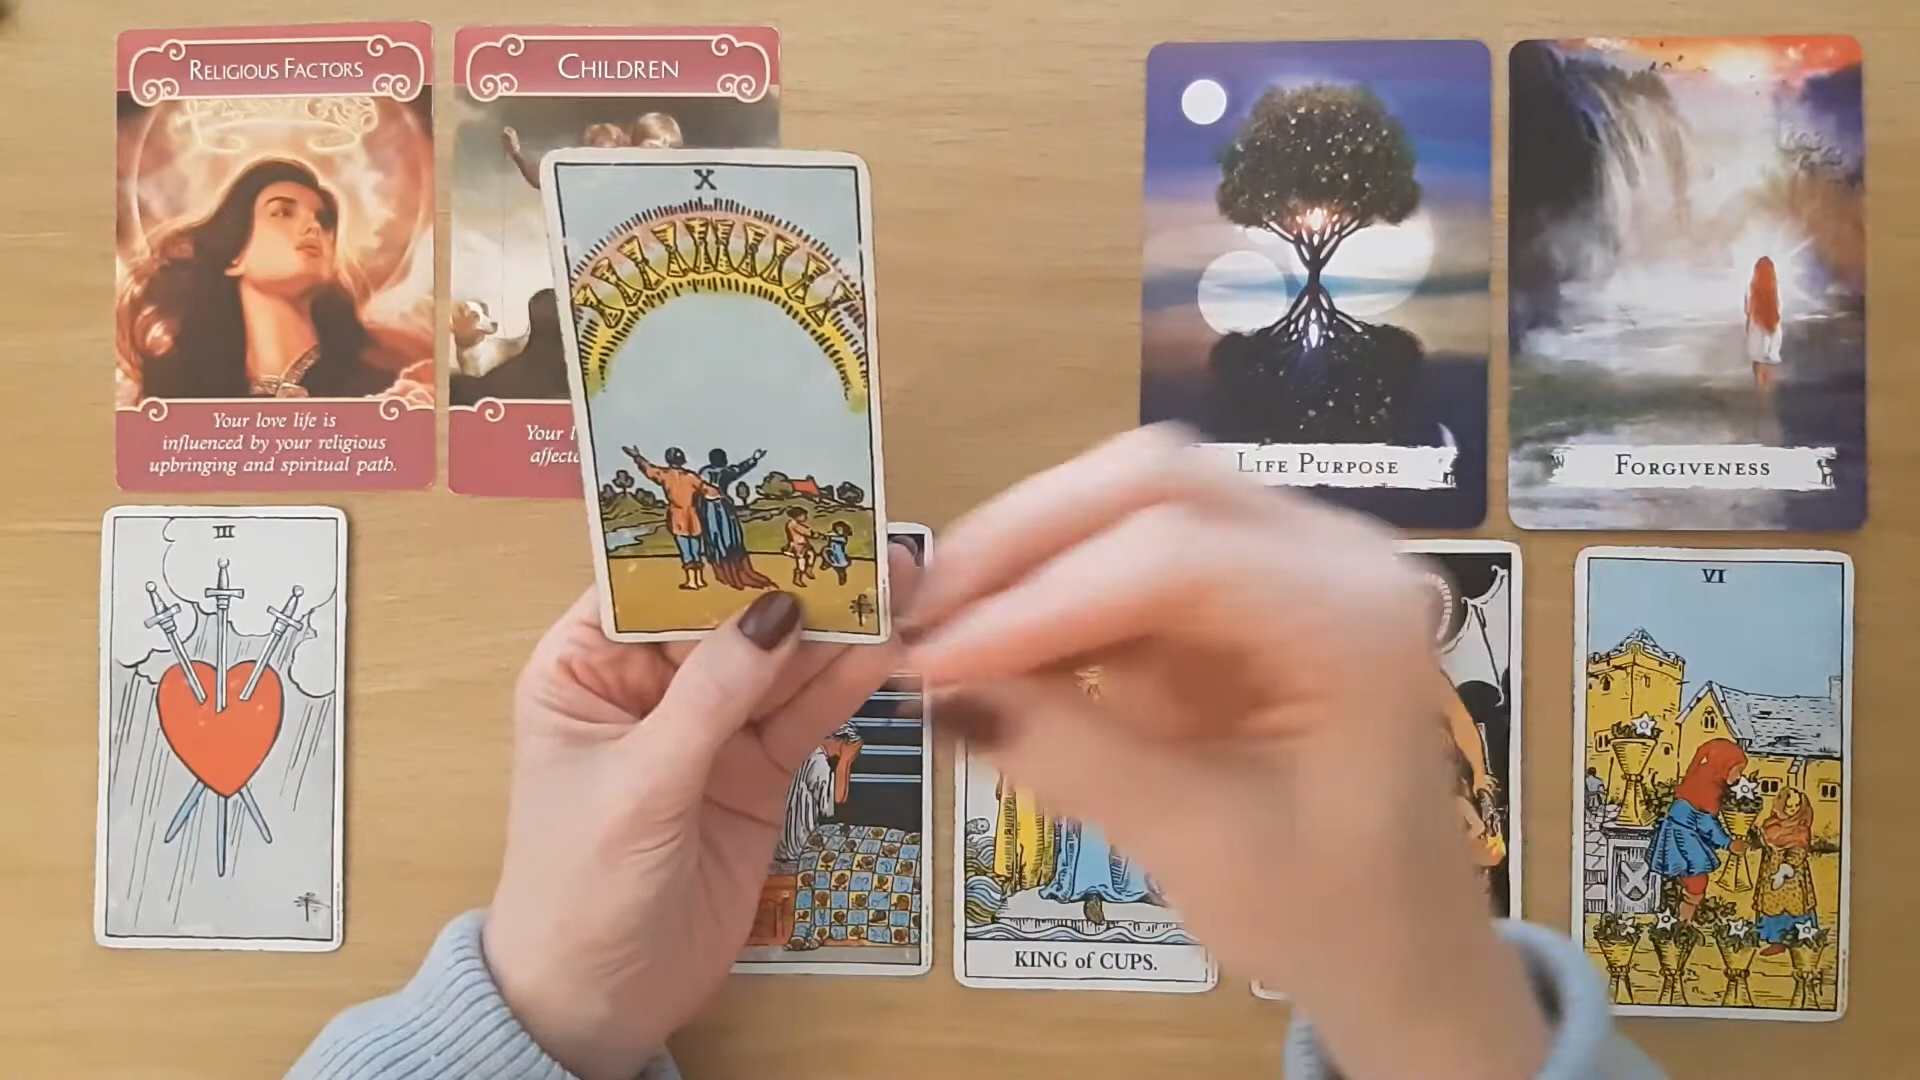 RELIGIOUS FACTORS
CHILDREN
Your love life is
influenced by your religious
upbringing and spiritual path.
Your
X
LIFE PURPOSE
FORGIVENESS
III
VI
KING of CUPS.